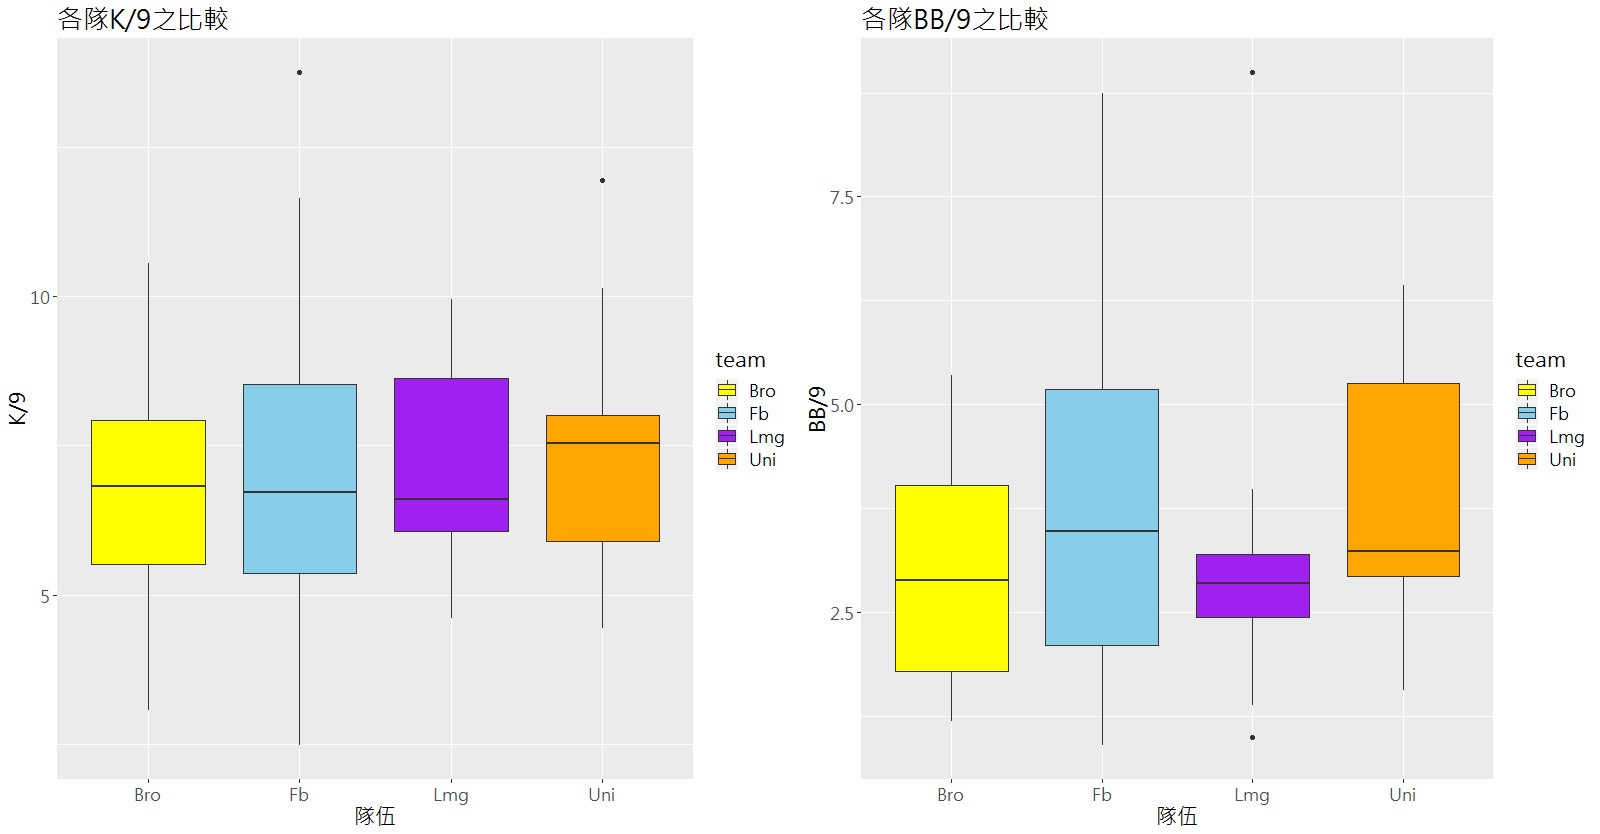 各隊K/9之比較
K/9
10
5
Bro
Fb
Lmg
Uni
隊伍
team
Bro
Fb
Lmg
Uni
各隊BB/9之比較
BB/9
7.5
5.0
2.5
Bro
Fb
Lmg
Uni
隊伍
team
Bro
Fb
Lmg
Uni